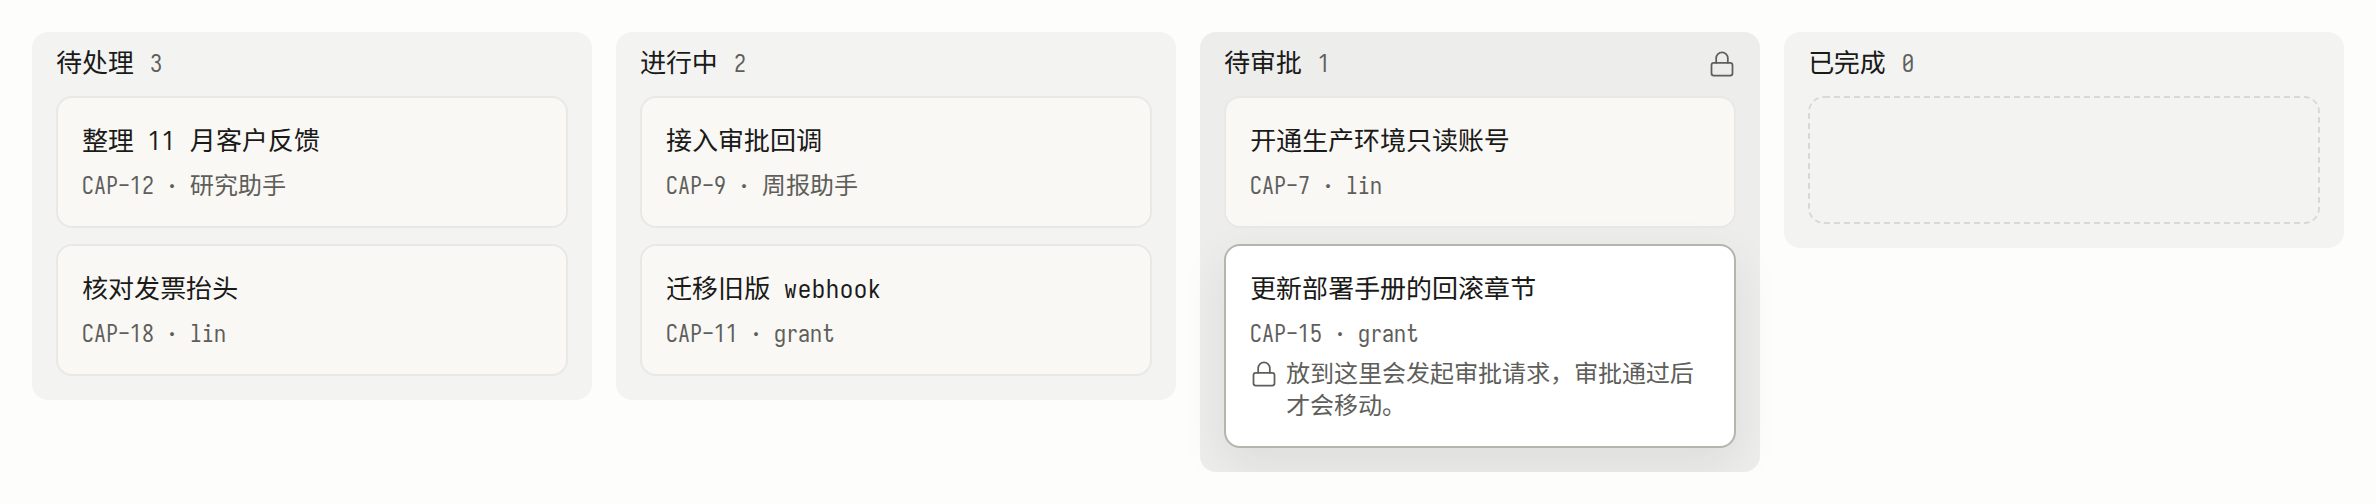 待处理 3
整理 11 月客户反馈
CAP-12 · 研究助手
核对发票抬头
CAP-18 · lin
进行中 2
接入审批回调
CAP-9 · 周报助手
迁移旧版 webhook
CAP-11 · grant
待审批 1
开通生产环境只读账号
CAP-7 · lin
更新部署手册的回滚章节
CAP-15 · grant
放到这里会发起审批请求，审批通过后
才会移动。
已完成 0